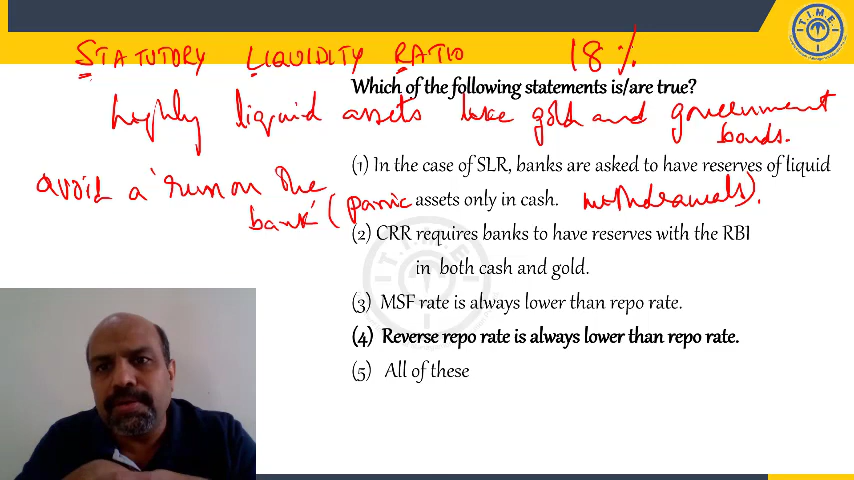 T.I.M.E.
STATUTORY LIQUIDITY RATIO 18%
Which of the following statements is/are true?
highly liquid assets like gold and government
bonds.
(1) In the case of SLR, banks are asked to have reserves of liquid
avoid a 'run on the
assets only in cash.
bank' (panic withdrawals).
(2) CRR requires banks to have reserves with the RBI
in both cash and gold.
(3) MSF rate is always lower than repo rate.
(4) Reverse repo rate is always lower than repo rate.
(5) All of these
T.I.M.E.